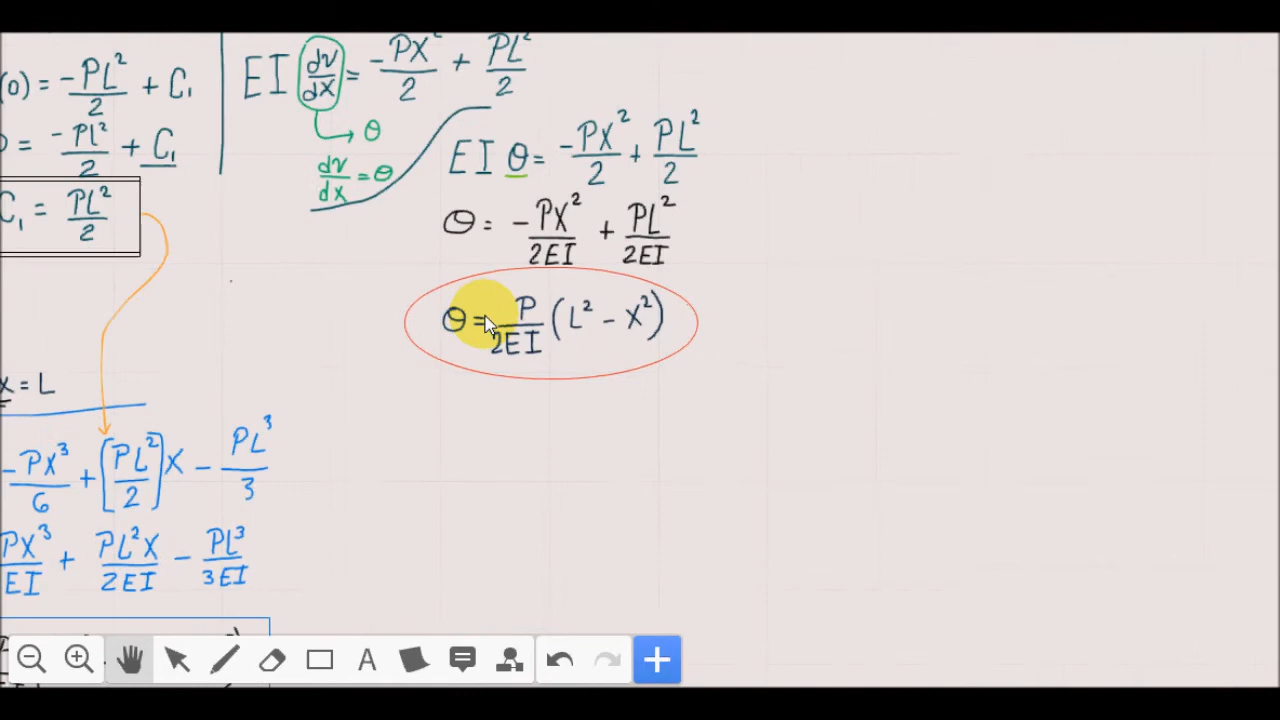 (0) = -PL²/2 + C₁
= -PL²/2 + C₁
C₁ = PL²/2
x = L
-PX³/6 + [PL²/2]X - PL³/3
PX³/EI + PL²X/2EI - PL³/3EI
EI dv/dx = -PX²/2 + PL²/2
θ
dv/dx = θ
EI θ = -PX²/2 + PL²/2
θ = -PX²/2EI + PL²/2EI
θ = P/2EI (L² - X²)
A